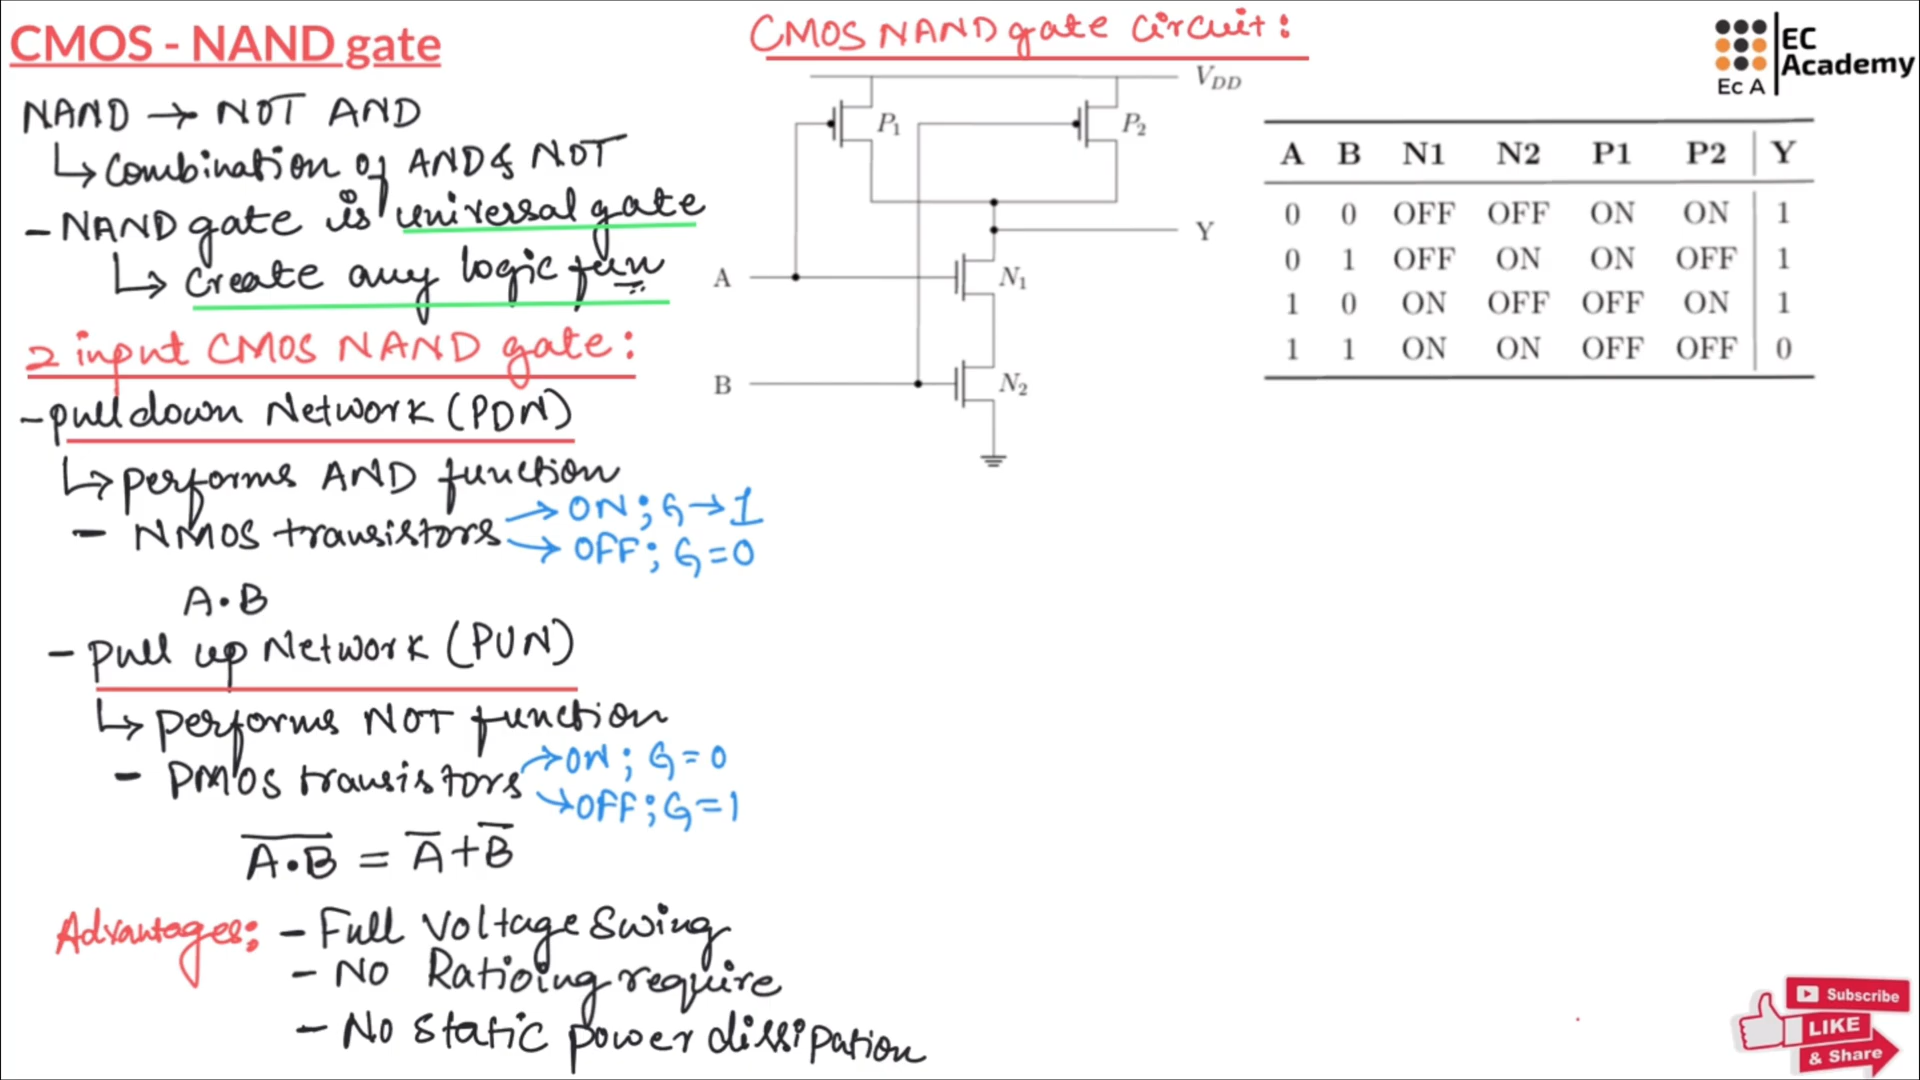 CMOS - NAND gate
NAND → NOT AND
↳ Combination of AND & NOT
- NAND gate is universal gate
↳ Create any logic fun
2 input CMOS NAND gate:
- pull down Network (PDN)
↳ performs AND function
- NMOS transistors → ON ; G → 1
→ OFF ; G = 0
A·B
- Pull up Network (PUN)
↳ performs NOT function
- PMOS transistors → ON ; G = 0
→ OFF ; G = 1
A̅·̅B̅ = A̅ + B̅
Advantages: - Full Voltage Swing
- No Ratioing require
- No static power dissipation
CMOS NAND gate Circuit:
V_DD
P₁ P₂
Y
A N₁
B N₂
EC
Academy
Ec A
A B N1 N2 P1 P2 Y
0 0 OFF OFF ON ON 1
0 1 OFF ON ON OFF 1
1 0 ON OFF OFF ON 1
1 1 ON ON OFF OFF 0
Subscribe
LIKE
& Share